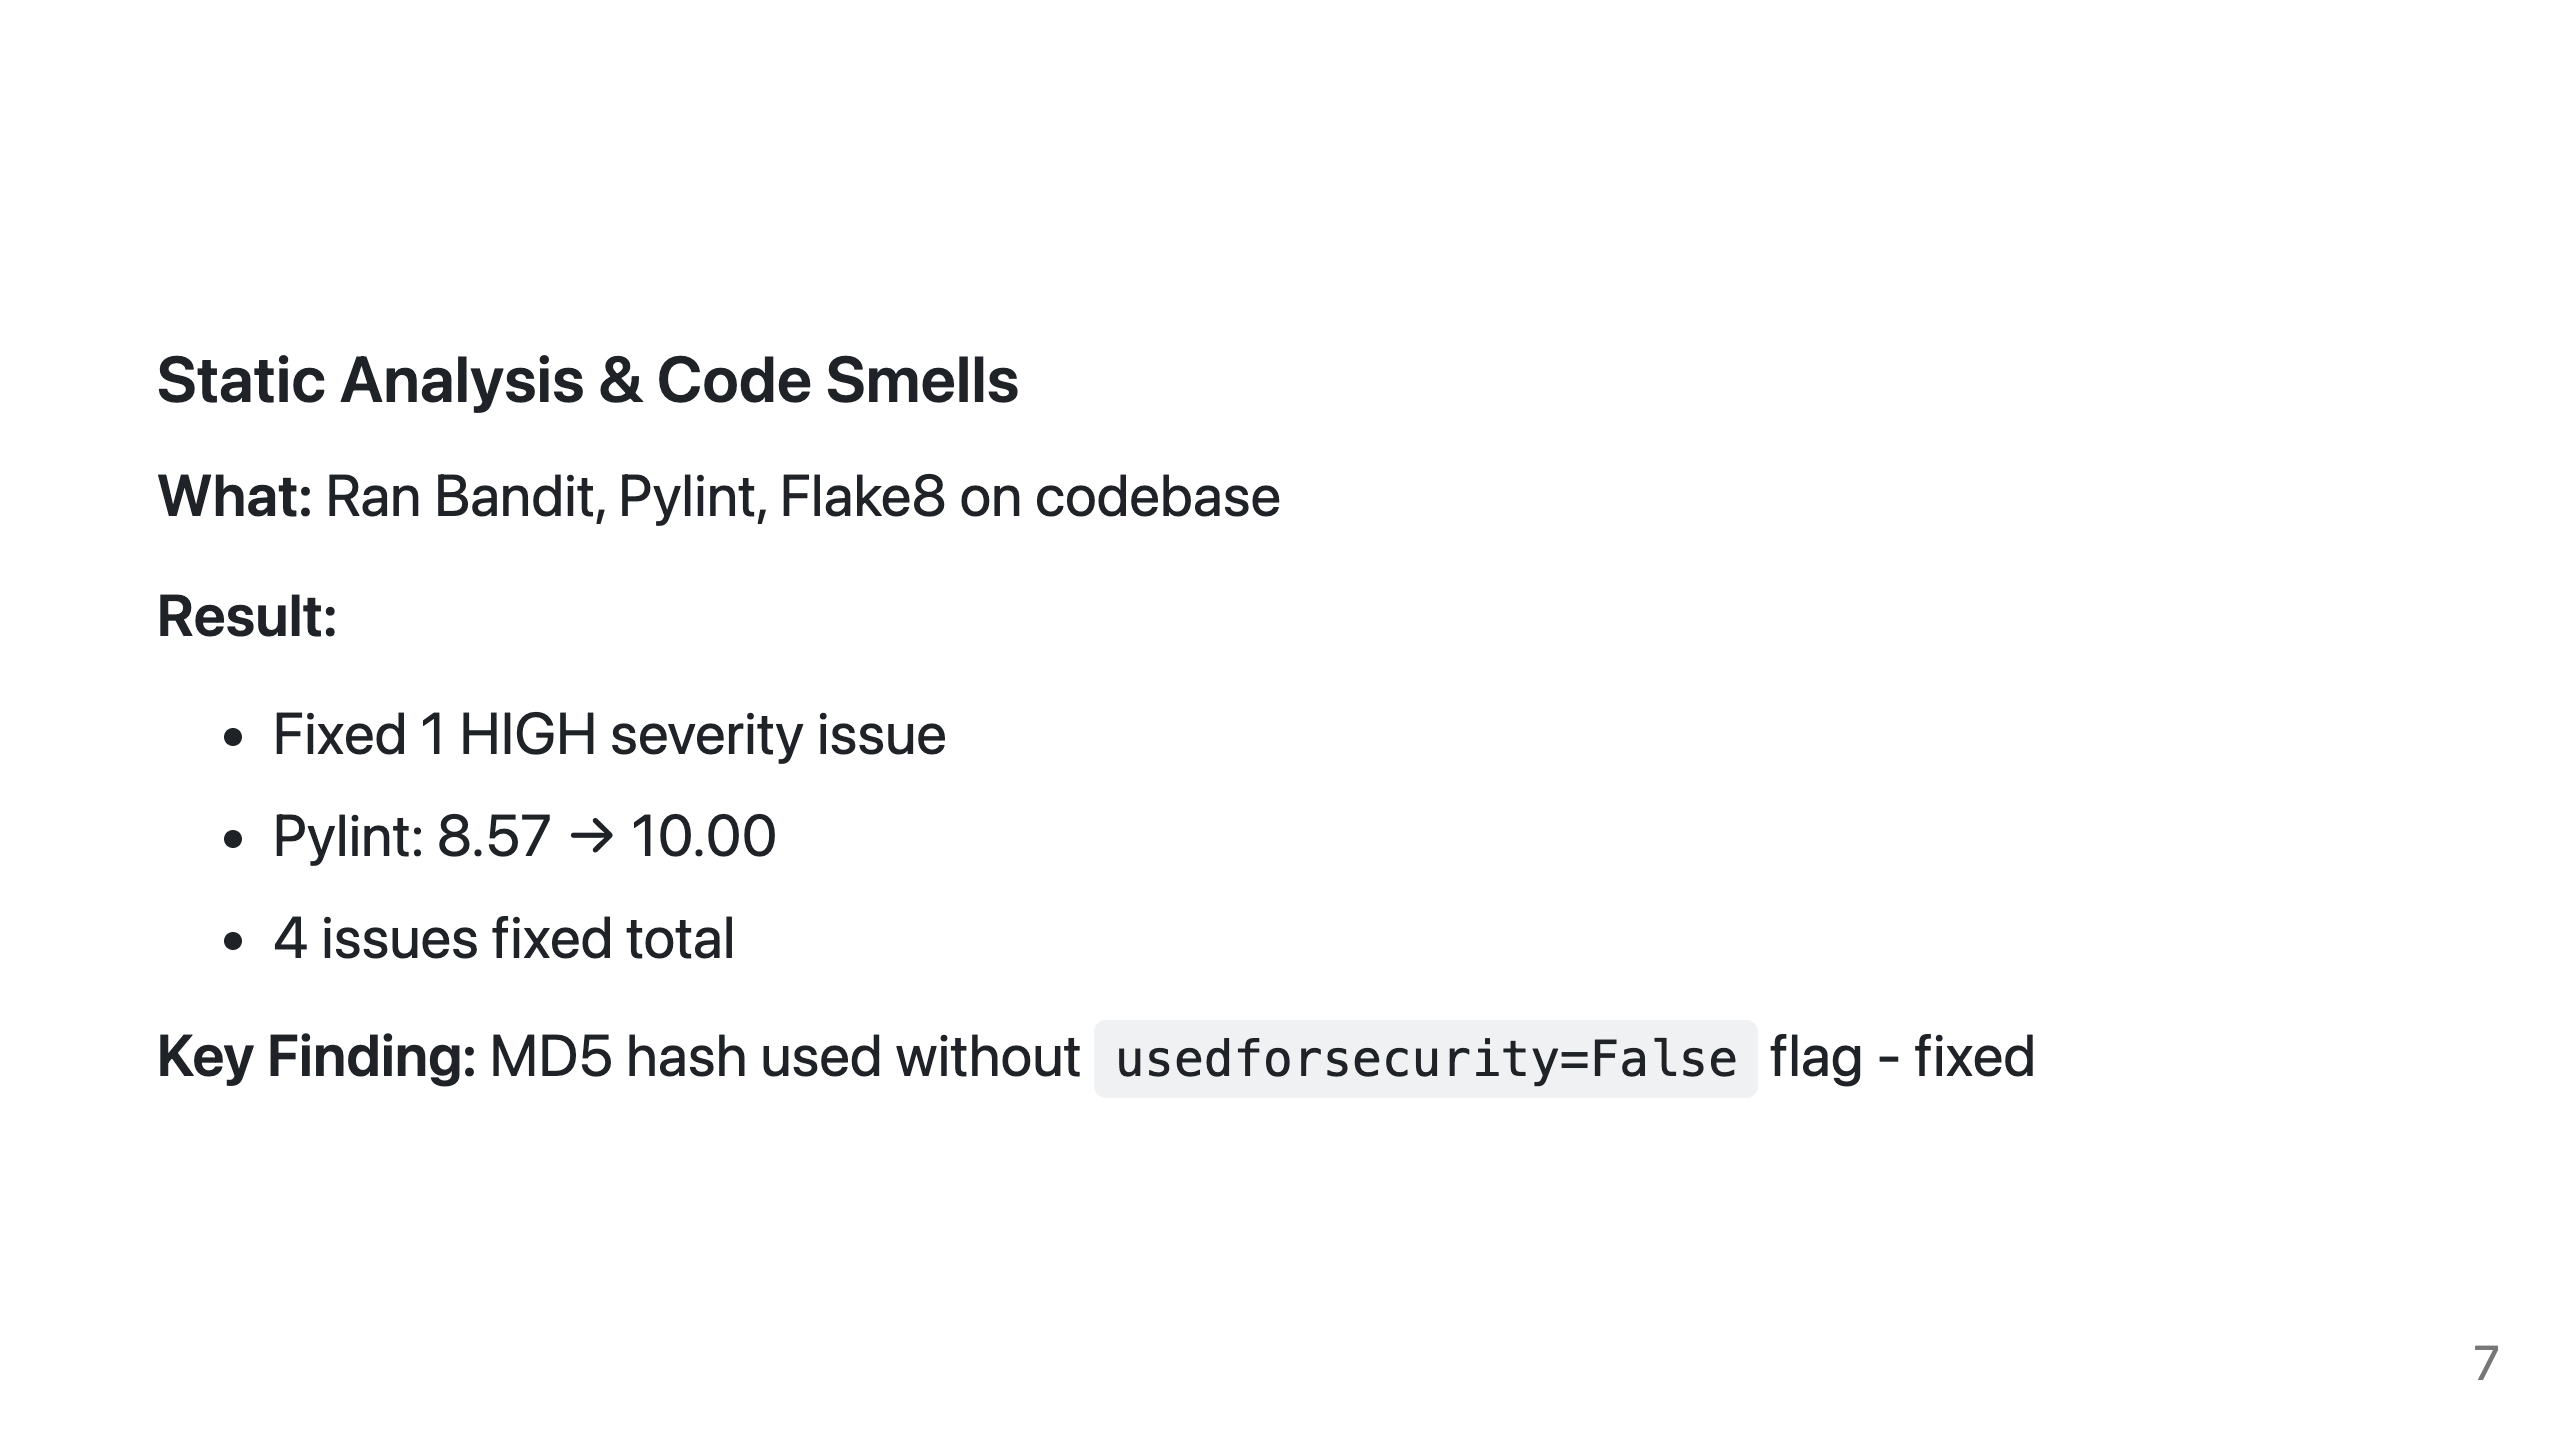 Static Analysis & Code Smells
What: Ran Bandit, Pylint, Flake8 on codebase
Result:
• Fixed 1 HIGH severity issue
• Pylint: 8.57 → 10.00
• 4 issues fixed total
Key Finding: MD5 hash used without usedforsecurity=False flag - fixed
7